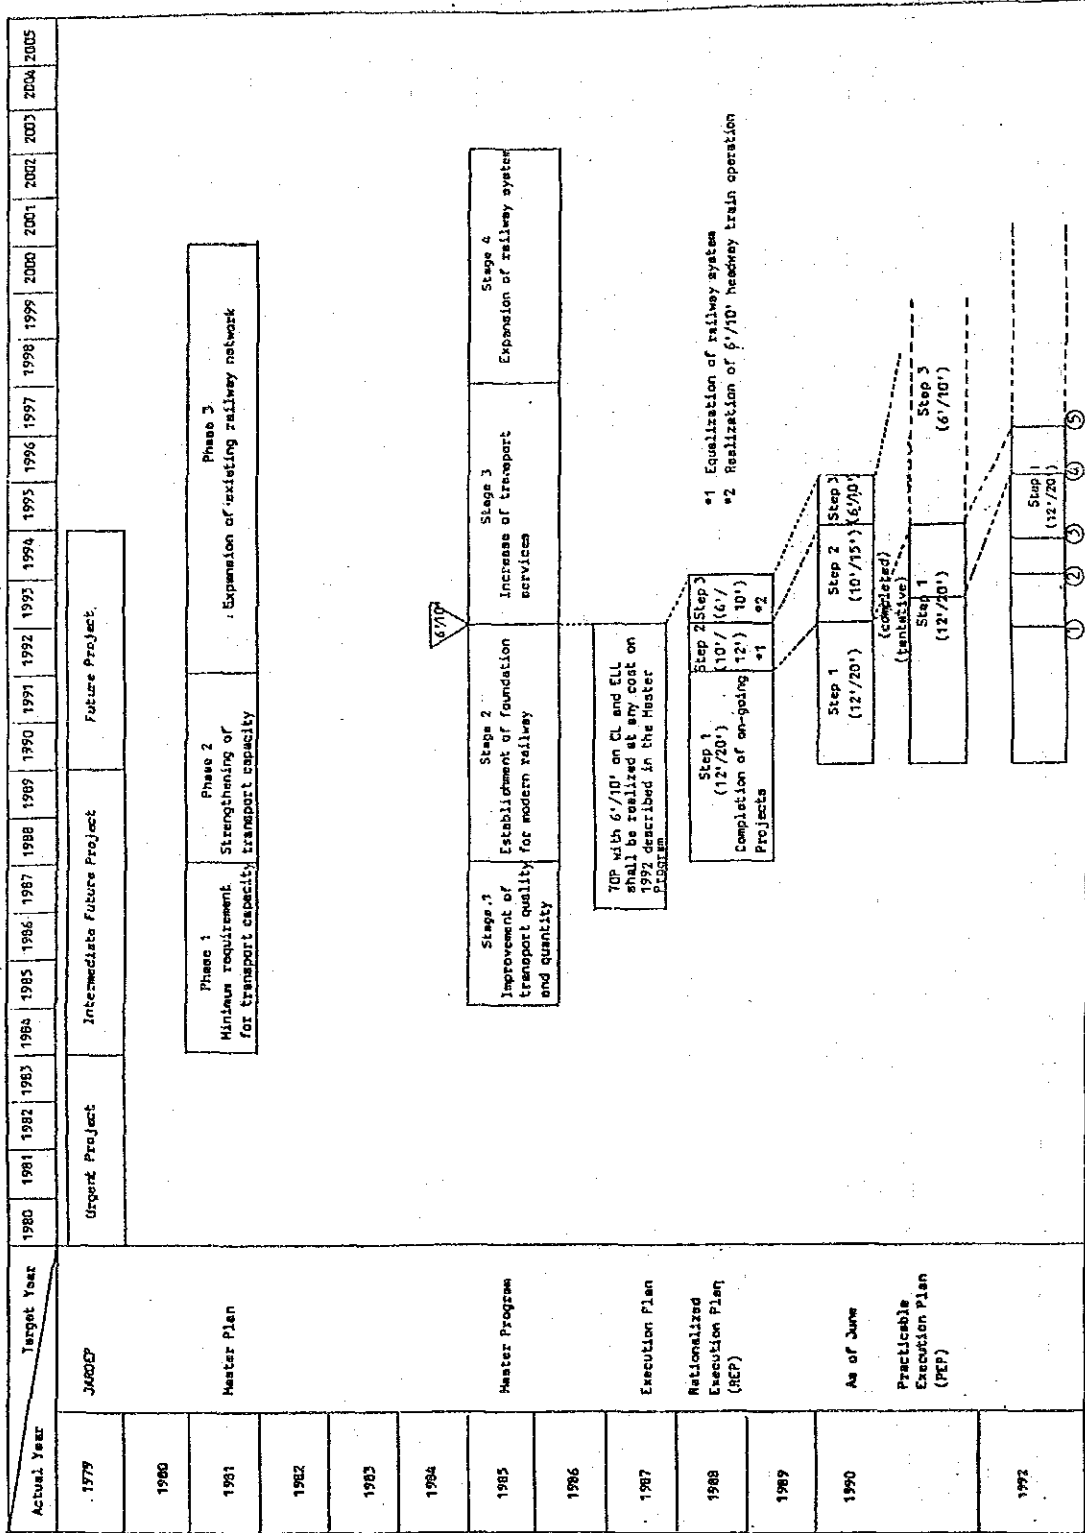 Actual Year
Target Year
1980 1981 1982 1983 1984 1985 1986 1987 1988 1989 1990 1991 1992 1993 1994 1995 1996 1997 1998 1999 2000 2001 2002 2003 2004 2005
1979
JARDEP
Urgent Project
Intermediate Future Project
Future Project
1980
1981
Master Plan
Phase 1
Minimum requirement
for transport capacity
Phase 2
Strengthening of
transport capacity
Phase 3
Expansion of existing railway network
1982
1983
1984
6'/10'
1985
Master Program
Stage 1
Improvement of
transport quality
and quantity
Stage 2
Establishment of foundation
for modern railway
Stage 3
Increase of transport
services
Stage 4
Expansion of railway system
1986
1987
Execution Plan
TOP with 6'/10' on CL and ELL
shall be realized at any cost on
1992 described in the Master
Program
1988
Rationalized
Execution Plan
(REP)
Step 1
(12'/20')
Completion of on-going
Projects
Step 2
(10'/
12')
*1
Step 3
(6'/
10')
*2
*1 Equalization of railway system
*2 Realization of 6'/10' headway train operation
1989
1990
As of June
Step 1
(12'/20')
Step 2
(10'/15')
Step 3
(6'/10')
(completed)
(tentative)
Practicable
Execution Plan
(PEP)
Step 1
(12'/20')
Step 3
(6'/10')
1992
Step 1
(12'/20')
① ② ③ ④ ⑤